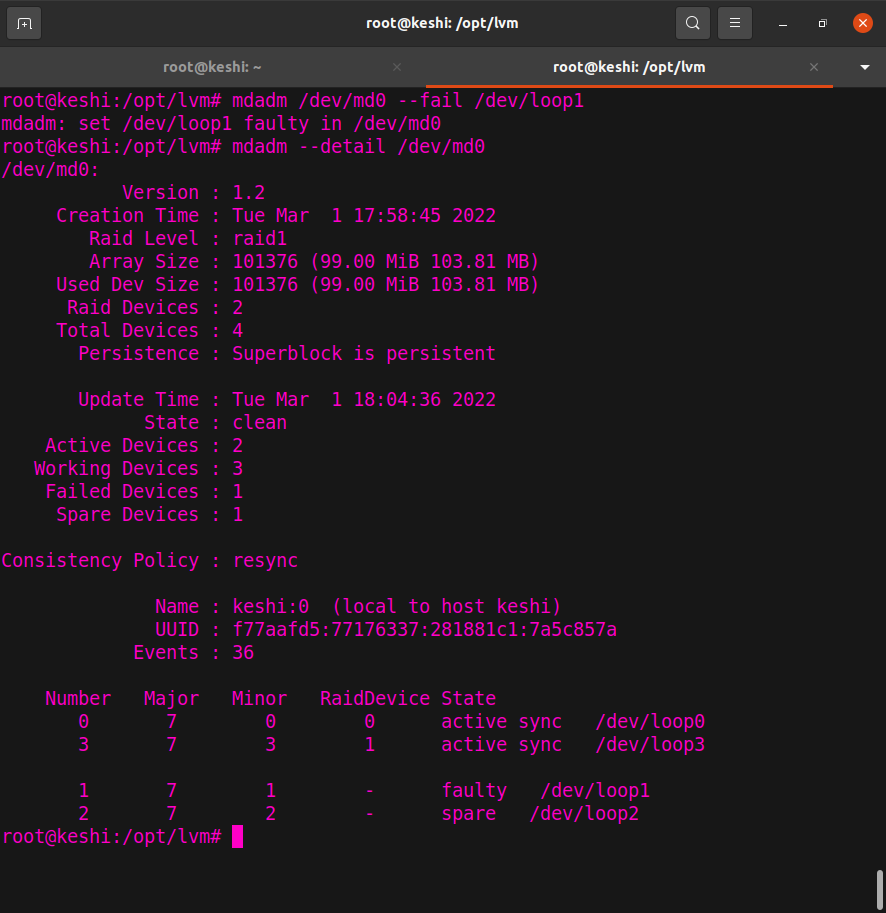 root@keshi: /opt/lvm
root@keshi: ~
root@keshi: /opt/lvm
root@keshi:/opt/lvm# mdadm /dev/md0 --fail /dev/loop1
mdadm: set /dev/loop1 faulty in /dev/md0
root@keshi:/opt/lvm# mdadm --detail /dev/md0
/dev/md0:
           Version : 1.2
     Creation Time : Tue Mar  1 17:58:45 2022
        Raid Level : raid1
        Array Size : 101376 (99.00 MiB 103.81 MB)
     Used Dev Size : 101376 (99.00 MiB 103.81 MB)
      Raid Devices : 2
     Total Devices : 4
       Persistence : Superblock is persistent
       Update Time : Tue Mar  1 18:04:36 2022
             State : clean
    Active Devices : 2
   Working Devices : 3
    Failed Devices : 1
     Spare Devices : 1
Consistency Policy : resync
              Name : keshi:0  (local to host keshi)
              UUID : f77aafd5:77176337:281881c1:7a5c857a
            Events : 36
    Number   Major   Minor   RaidDevice State
       0       7        0        0      active sync   /dev/loop0
       3       7        3        1      active sync   /dev/loop3
       1       7        1        -      faulty   /dev/loop1
       2       7        2        -      spare   /dev/loop2
root@keshi:/opt/lvm#